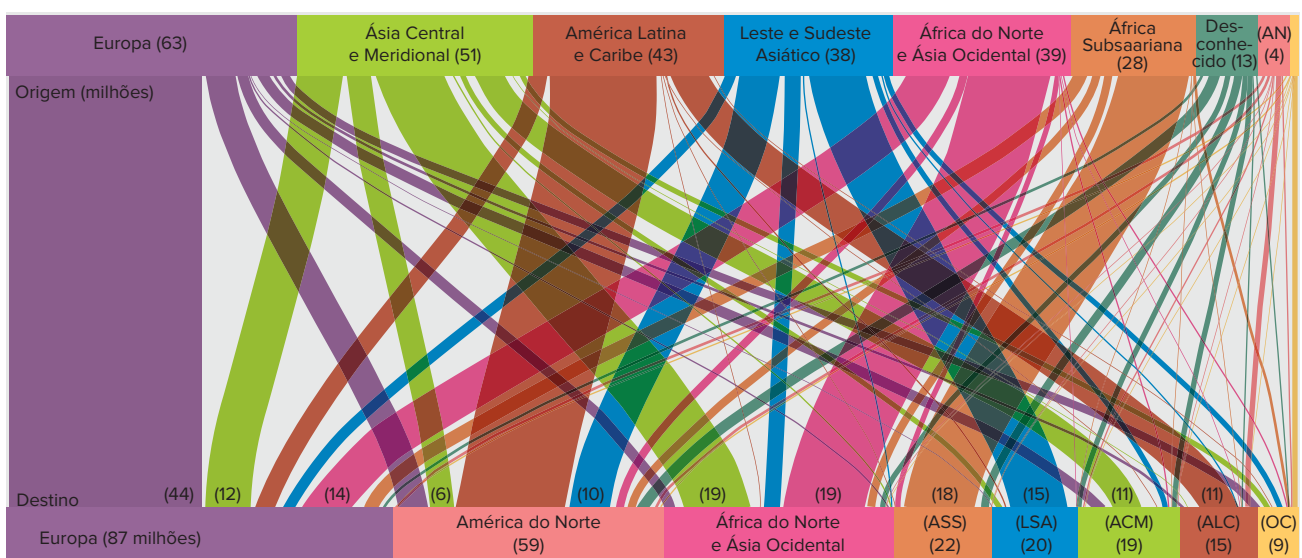 Europa (63)
Ásia Central
e Meridional (51)
América Latina
e Caribe (43)
Leste e Sudeste
Asiático (38)
África do Norte
e Ásia Ocidental (39)
África
Subsaariana
(28)
Des-
conhe-
cido (13)
(AN)
(4)
Origem (milhões)
Destino
(44)
(12)
(14)
(6)
(10)
(19)
(19)
(18)
(15)
(11)
(11)
Europa (87 milhões)
América do Norte
(59)
África do Norte
e Ásia Ocidental
(ASS)
(22)
(LSA)
(20)
(ACM)
(19)
(ALC)
(15)
(OC)
(9)